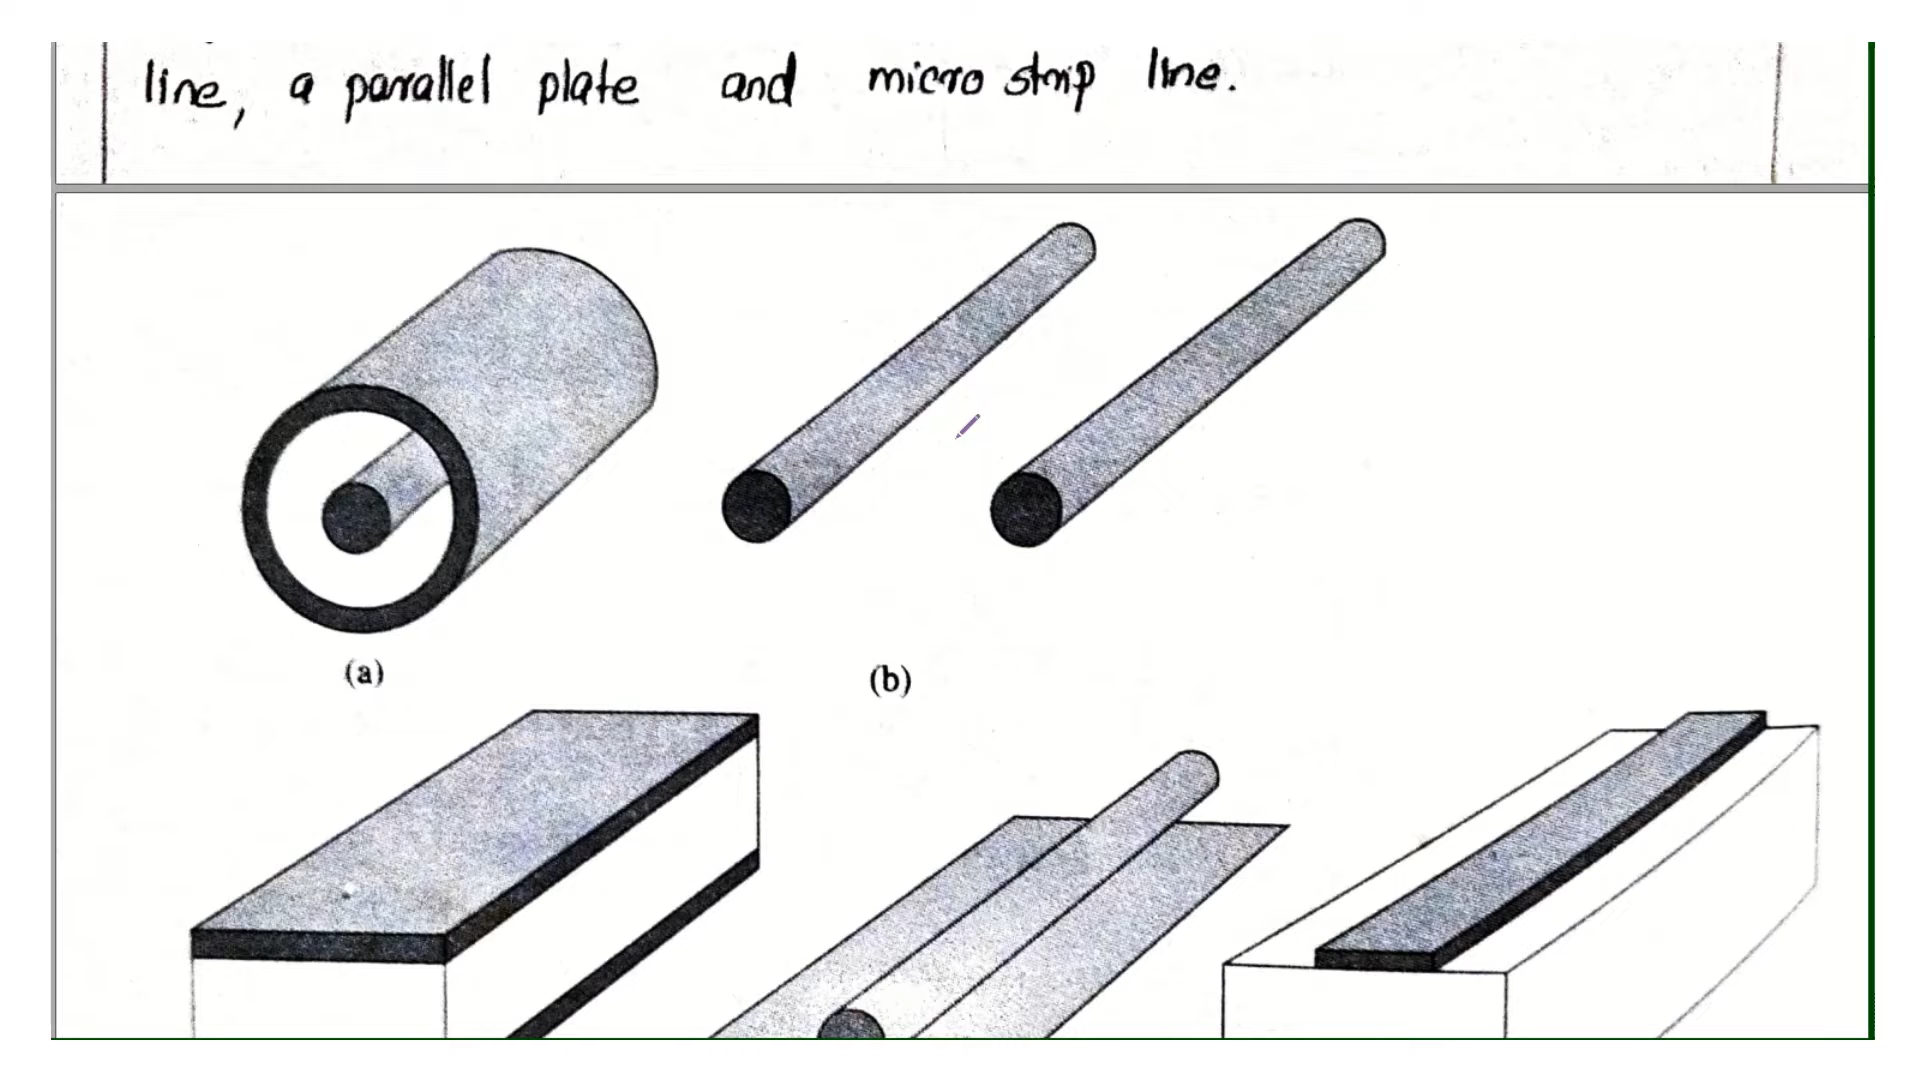 line, a parallel plate and micro strip line.
(a)
(b)